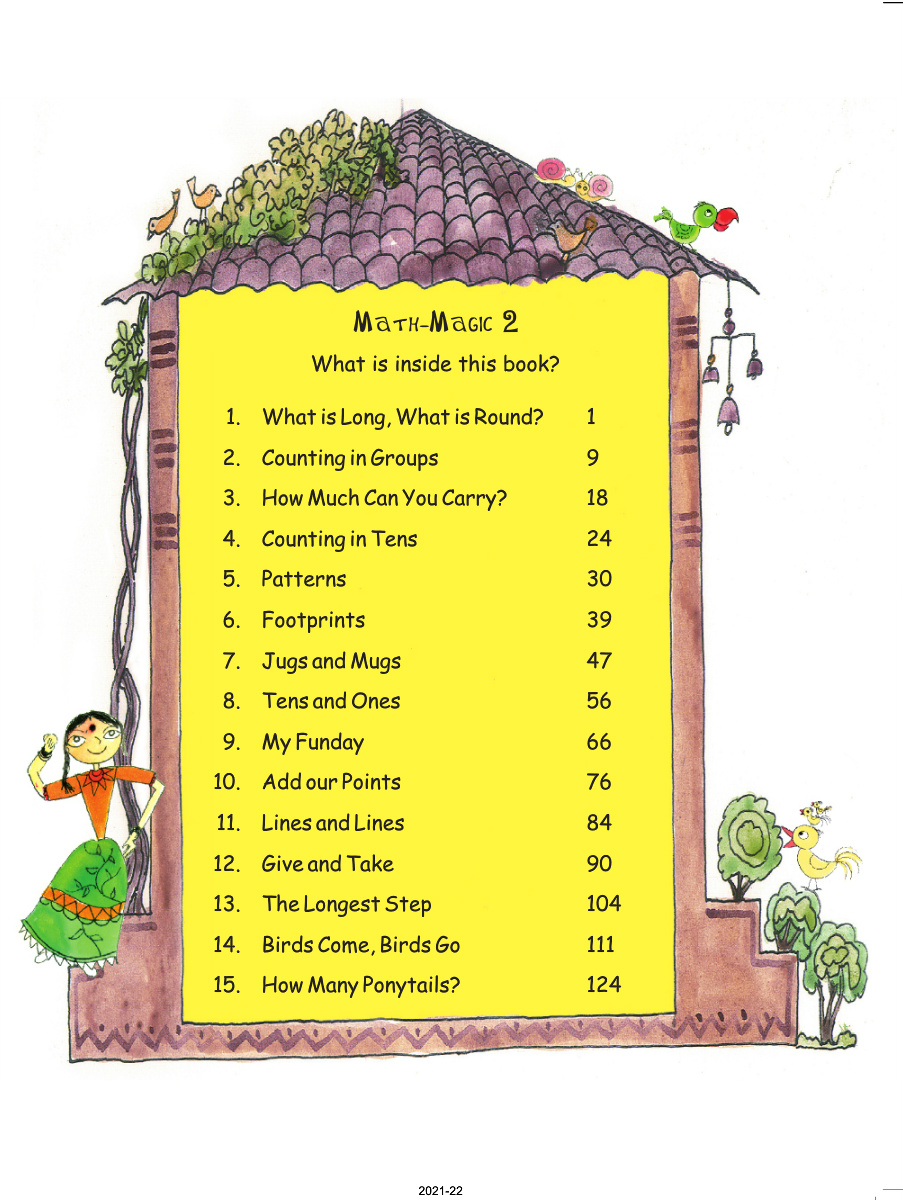 Math-Magic 2
What is inside this book?
1. What is Long, What is Round? 1
2. Counting in Groups 9
3. How Much Can You Carry? 18
4. Counting in Tens 24
5. Patterns 30
6. Footprints 39
7. Jugs and Mugs 47
8. Tens and Ones 56
9. My Funday 66
10. Add our Points 76
11. Lines and Lines 84
12. Give and Take 90
13. The Longest Step 104
14. Birds Come, Birds Go 111
15. How Many Ponytails? 124
2021-22